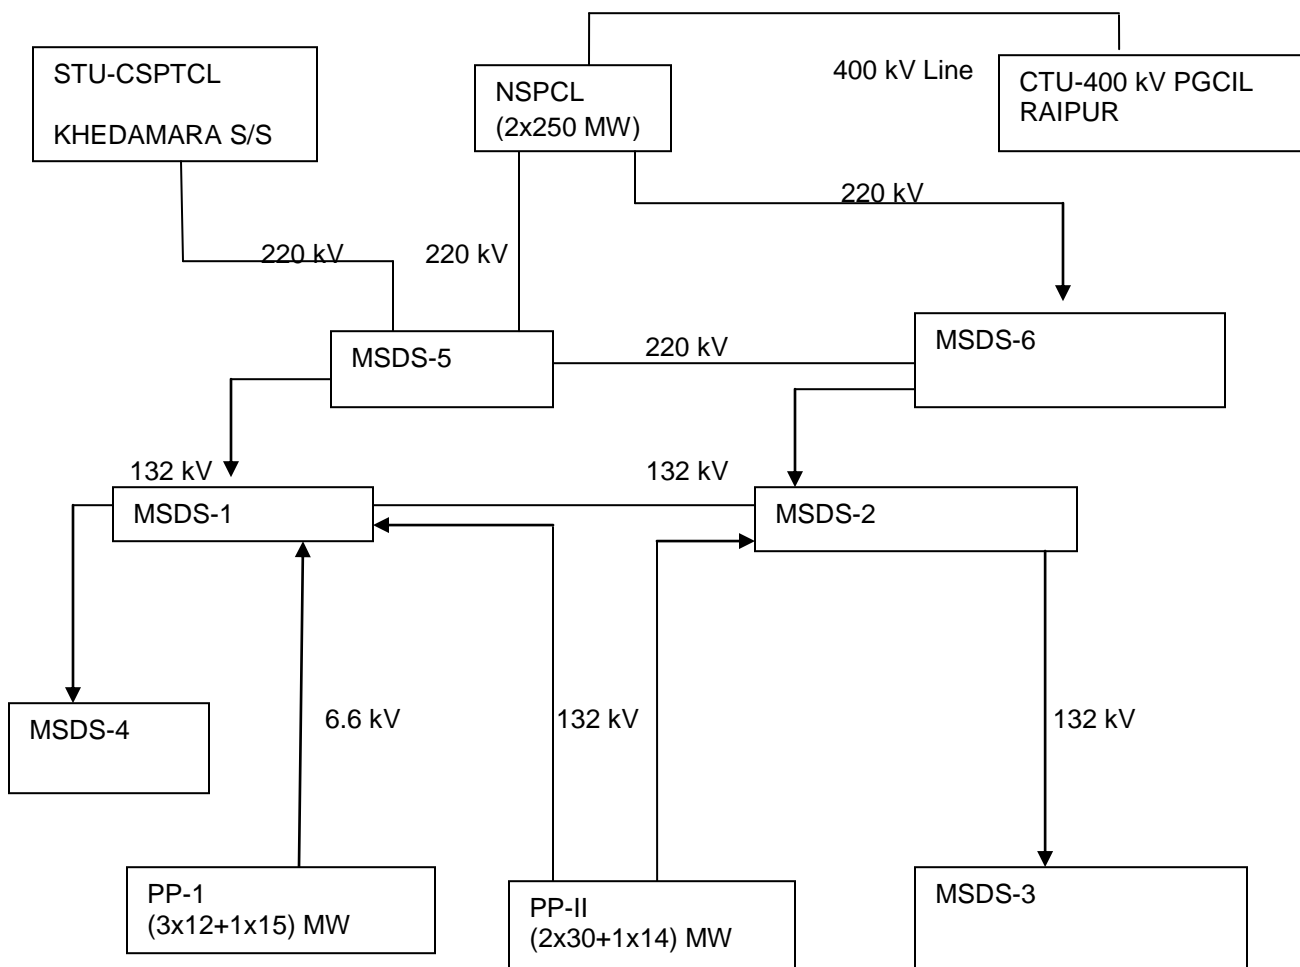 STU-CSPTCL
KHEDAMARA S/S
NSPCL
(2x250 MW)
400 kV Line
CTU-400 kV PGCIL
RAIPUR
220 kV
220 kV
220 kV
MSDS-5
220 kV
MSDS-6
132 kV
132 kV
MSDS-1
MSDS-2
MSDS-4
6.6 kV
132 kV
132 kV
PP-1
(3x12+1x15) MW
PP-II
(2x30+1x14) MW
MSDS-3